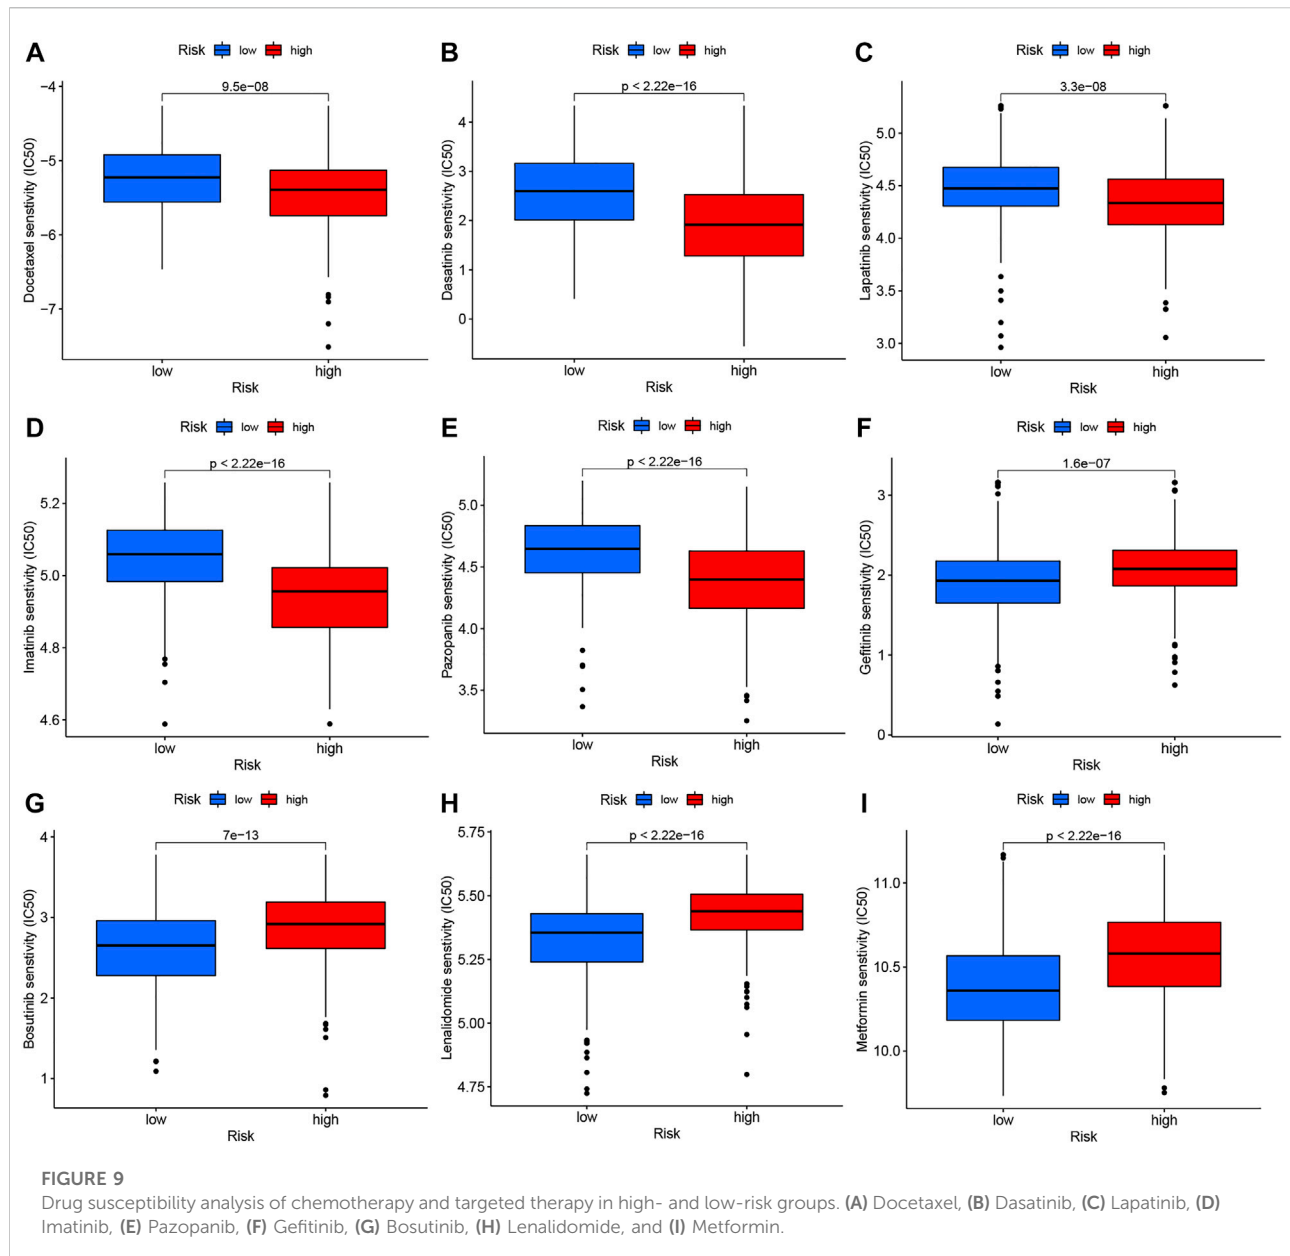 A
Risk low high
9.5e−08
Docetaxel senstivity (IC50)
−4
−5
−6
−7
low high
Risk
B
Risk low high
p < 2.22e−16
Dasatinib senstivity (IC50)
4
3
2
1
0
low high
Risk
C
Risk low high
3.3e−08
Lapatinib senstivity (IC50)
5.0
4.5
4.0
3.5
3.0
low high
Risk
D
Risk low high
p < 2.22e−16
Imatinib senstivity (IC50)
5.2
5.0
4.8
4.6
low high
Risk
E
Risk low high
p < 2.22e−16
Pazopanib senstivity (IC50)
5.0
4.5
4.0
3.5
low high
Risk
F
Risk low high
1.6e−07
Gefitinib senstivity (IC50)
3
2
1
0
low high
Risk
G
Risk low high
7e−13
Bosutinib senstivity (IC50)
4
3
2
1
low high
Risk
H
Risk low high
p < 2.22e−16
Lenalidomide senstivity (IC50)
5.75
5.50
5.25
5.00
4.75
low high
Risk
I
Risk low high
p < 2.22e−16
Metformin senstivity (IC50)
11.0
10.5
10.0
low high
Risk
FIGURE 9
Drug susceptibility analysis of chemotherapy and targeted therapy in high- and low-risk groups. (A) Docetaxel, (B) Dasatinib, (C) Lapatinib, (D)
Imatinib, (E) Pazopanib, (F) Gefitinib, (G) Bosutinib, (H) Lenalidomide, and (I) Metformin.